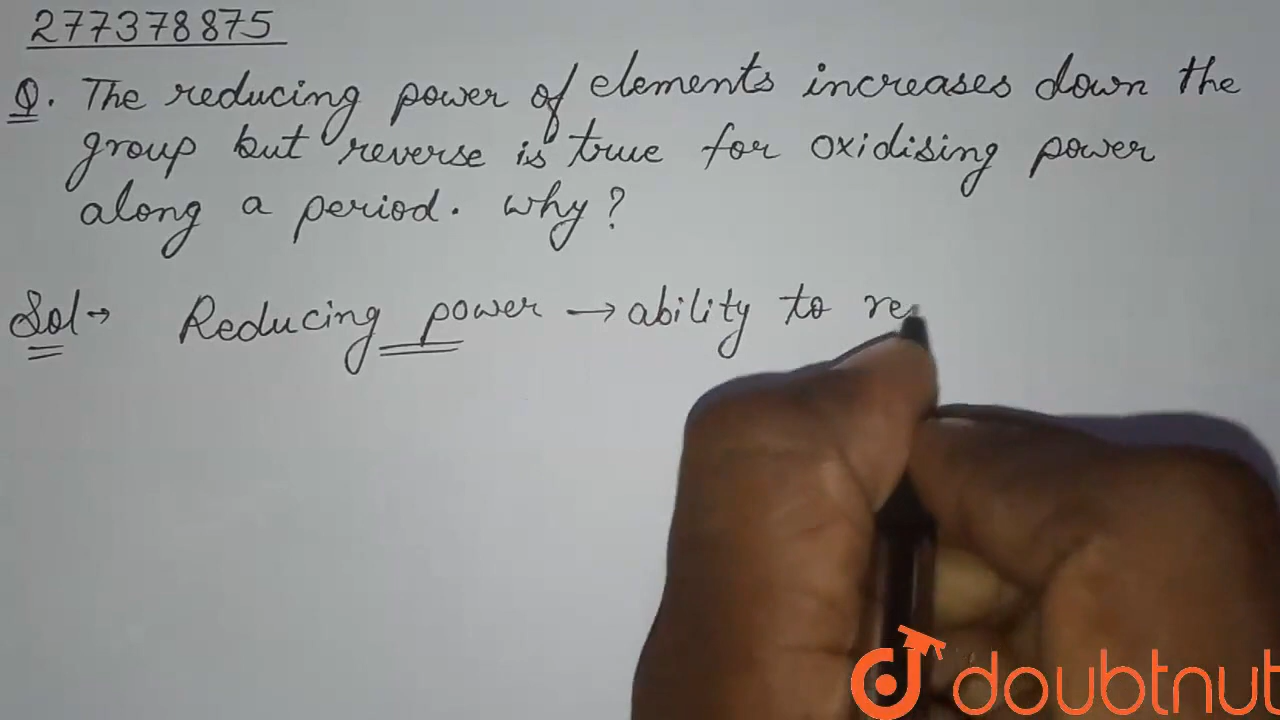 277378875
Q. The reducing power of elements increases down the
group but reverse is true for oxidising power
along a period. Why?
Sol→ Reducing power → ability to re
doubtnut